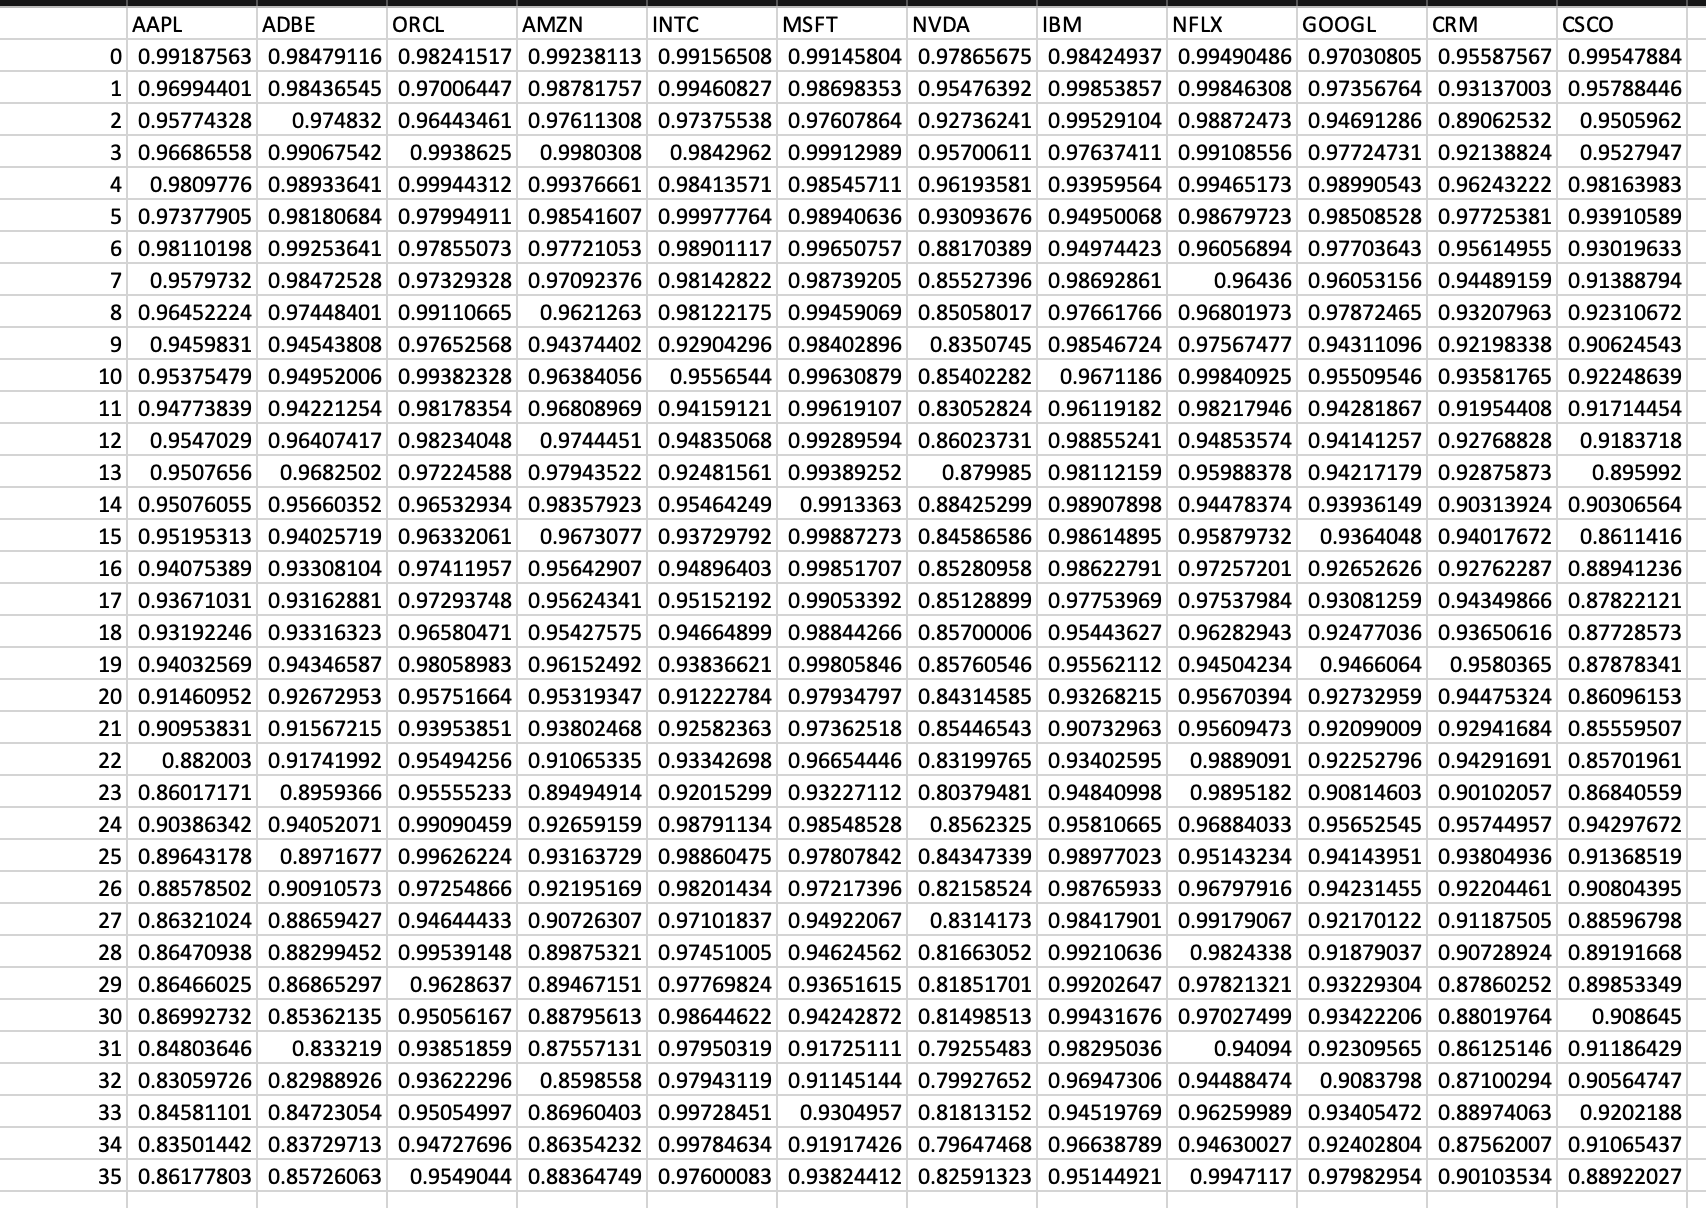 AAPL ADBE ORCL AMZN INTC MSFT NVDA IBM NFLX GOOGL CRM CSCO
0 0.99187563 0.98479116 0.98241517 0.99238113 0.99156508 0.99145804 0.97865675 0.98424937 0.99490486 0.97030805 0.95587567 0.99547884
1 0.96994401 0.98436545 0.97006447 0.98781757 0.99460827 0.98698353 0.95476392 0.99853857 0.99846308 0.97356764 0.93137003 0.95788446
2 0.95774328 0.974832 0.96443461 0.97611308 0.97375538 0.97607864 0.92736241 0.99529104 0.98872473 0.94691286 0.89062532 0.9505962
3 0.96686558 0.99067542 0.9938625 0.9980308 0.9842962 0.99912989 0.95700611 0.97637411 0.99108556 0.97724731 0.92138824 0.9527947
4 0.9809776 0.98933641 0.99944312 0.99376661 0.98413571 0.98545711 0.96193581 0.93959564 0.99465173 0.98990543 0.96243222 0.98163983
5 0.97377905 0.98180684 0.97994911 0.98541607 0.99977764 0.98940636 0.93093676 0.94950068 0.98679723 0.98508528 0.97725381 0.93910589
6 0.98110198 0.99253641 0.97855073 0.97721053 0.98901117 0.99650757 0.88170389 0.94974423 0.96056894 0.97703643 0.95614955 0.93019633
7 0.9579732 0.98472528 0.97329328 0.97092376 0.98142822 0.98739205 0.85527396 0.98692861 0.96436 0.96053156 0.94489159 0.91388794
8 0.96452224 0.97448401 0.99110665 0.9621263 0.98122175 0.99459069 0.85058017 0.97661766 0.96801973 0.97872465 0.93207963 0.92310672
9 0.9459831 0.94543808 0.97652568 0.94374402 0.92904296 0.98402896 0.8350745 0.98546724 0.97567477 0.94311096 0.92198338 0.90624543
10 0.95375479 0.94952006 0.99382328 0.96384056 0.9556544 0.99630879 0.85402282 0.9671186 0.99840925 0.95509546 0.93581765 0.92248639
11 0.94773839 0.94221254 0.98178354 0.96808969 0.94159121 0.99619107 0.83052824 0.96119182 0.98217946 0.94281867 0.91954408 0.91714454
12 0.9547029 0.96407417 0.98234048 0.9744451 0.94835068 0.99289594 0.86023731 0.98855241 0.94853574 0.94141257 0.92768828 0.9183718
13 0.9507656 0.9682502 0.97224588 0.97943522 0.92481561 0.99389252 0.879985 0.98112159 0.95988378 0.94217179 0.92875873 0.895992
14 0.95076055 0.95660352 0.96532934 0.98357923 0.95464249 0.9913363 0.88425299 0.98907898 0.94478374 0.93936149 0.90313924 0.90306564
15 0.95195313 0.94025719 0.96332061 0.9673077 0.93729792 0.99887273 0.84586586 0.98614895 0.95879732 0.9364048 0.94017672 0.8611416
16 0.94075389 0.93308104 0.97411957 0.95642907 0.94896403 0.99851707 0.85280958 0.98622791 0.97257201 0.92652626 0.92762287 0.88941236
17 0.93671031 0.93162881 0.97293748 0.95624341 0.95152192 0.99053392 0.85128899 0.97753969 0.97537984 0.93081259 0.94349866 0.87822121
18 0.93192246 0.93316323 0.96580471 0.95427575 0.94664899 0.98844266 0.85700006 0.95443627 0.96282943 0.92477036 0.93650616 0.87728573
19 0.94032569 0.94346587 0.98058983 0.96152492 0.93836621 0.99805846 0.85760546 0.95562112 0.94504234 0.9466064 0.9580365 0.87878341
20 0.91460952 0.92672953 0.95751664 0.95319347 0.91222784 0.97934797 0.84314585 0.93268215 0.95670394 0.92732959 0.94475324 0.86096153
21 0.90953831 0.91567215 0.93953851 0.93802468 0.92582363 0.97362518 0.85446543 0.90732963 0.95609473 0.92099009 0.92941684 0.85559507
22 0.882003 0.91741992 0.95494256 0.91065335 0.93342698 0.96654446 0.83199765 0.93402595 0.9889091 0.92252796 0.94291691 0.85701961
23 0.86017171 0.8959366 0.95555233 0.89494914 0.92015299 0.93227112 0.80379481 0.94840998 0.9895182 0.90814603 0.90102057 0.86840559
24 0.90386342 0.94052071 0.99090459 0.92659159 0.98791134 0.98548528 0.8562325 0.95810665 0.96884033 0.95652545 0.95744957 0.94297672
25 0.89643178 0.8971677 0.99626224 0.93163729 0.98860475 0.97807842 0.84347339 0.98977023 0.95143234 0.94143951 0.93804936 0.91368519
26 0.88578502 0.90910573 0.97254866 0.92195169 0.98201434 0.97217396 0.82158524 0.98765933 0.96797916 0.94231455 0.92204461 0.90804395
27 0.86321024 0.88659427 0.94644433 0.90726307 0.97101837 0.94922067 0.8314173 0.98417901 0.99179067 0.92170122 0.91187505 0.88596798
28 0.86470938 0.88299452 0.99539148 0.89875321 0.97451005 0.94624562 0.81663052 0.99210636 0.9824338 0.91879037 0.90728924 0.89191668
29 0.86466025 0.86865297 0.9628637 0.89467151 0.97769824 0.93651615 0.81851701 0.99202647 0.97821321 0.93229304 0.87860252 0.89853349
30 0.86992732 0.85362135 0.95056167 0.88795613 0.98644622 0.94242872 0.81498513 0.99431676 0.97027499 0.93422206 0.88019764 0.908645
31 0.84803646 0.833219 0.93851859 0.87557131 0.97950319 0.91725111 0.79255483 0.98295036 0.94094 0.92309565 0.86125146 0.91186429
32 0.83059726 0.82988926 0.93622296 0.8598558 0.97943119 0.91145144 0.79927652 0.96947306 0.94488474 0.9083798 0.87100294 0.90564747
33 0.84581101 0.84723054 0.95054997 0.86960403 0.99728451 0.9304957 0.81813152 0.94519769 0.96259989 0.93405472 0.88974063 0.9202188
34 0.83501442 0.83729713 0.94727696 0.86354232 0.99784634 0.91917426 0.79647468 0.96638789 0.94630027 0.92402804 0.87562007 0.91065437
35 0.86177803 0.85726063 0.9549044 0.88364749 0.97600083 0.93824412 0.82591323 0.95144921 0.9947117 0.97982954 0.90103534 0.88922027